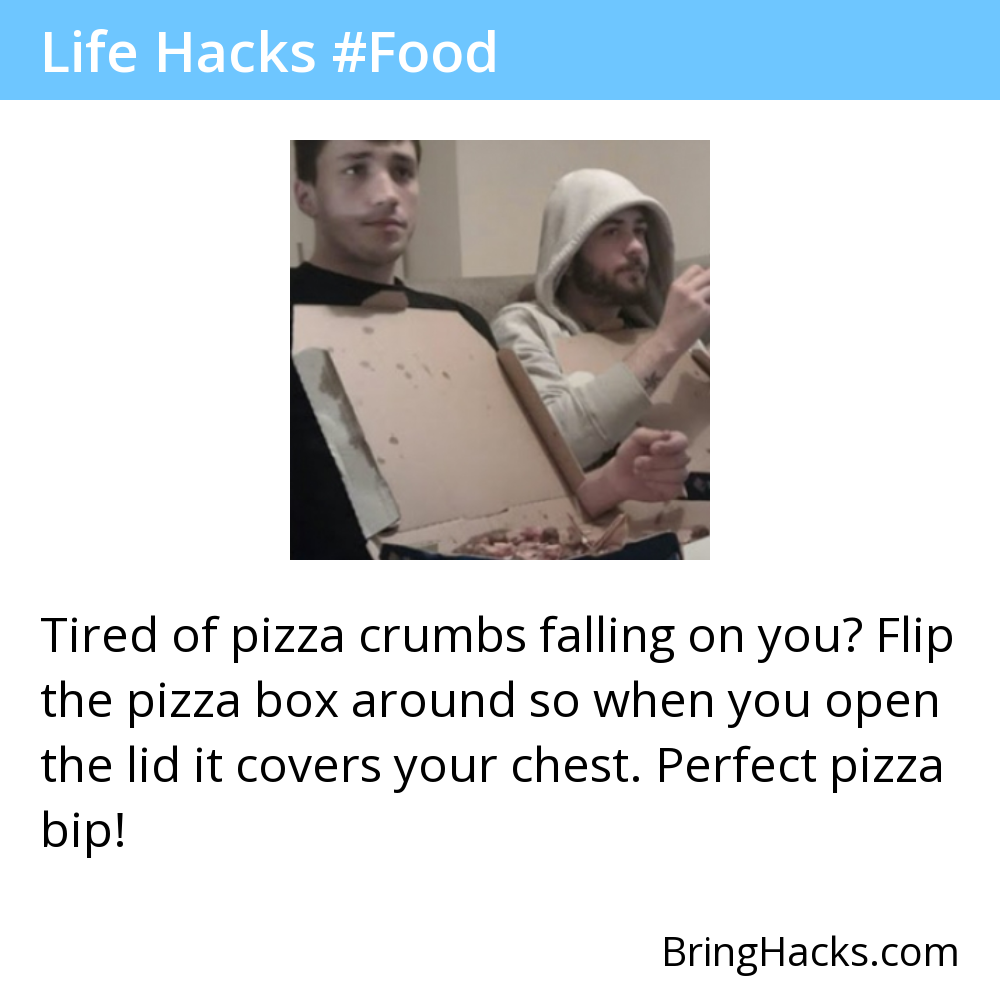 Life Hacks #Food
Tired of pizza crumbs falling on you? Flip
the pizza box around so when you open
the lid it covers your chest. Perfect pizza
bip!
BringHacks.com